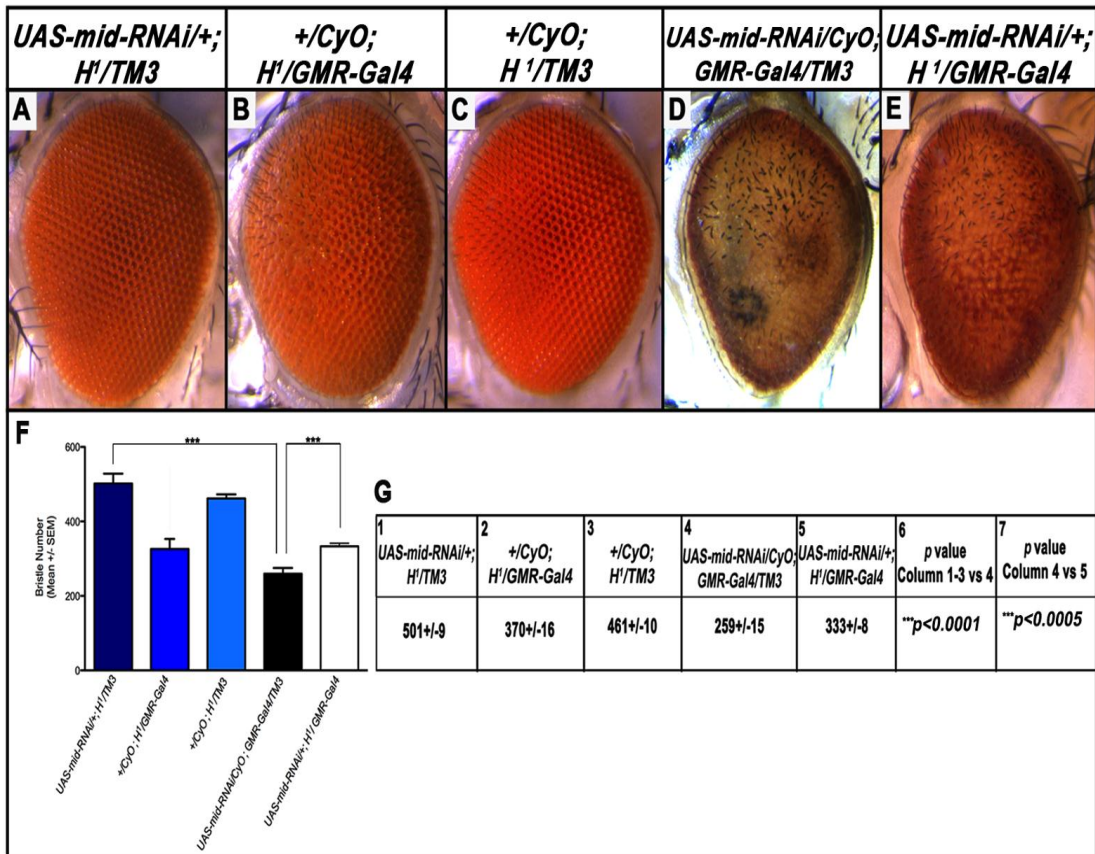 UAS-mid-RNAi/+;
H¹/TM3
+/CyO;
H¹/GMR-Gal4
+/CyO;
H¹/TM3
UAS-mid-RNAi/CyO;
GMR-Gal4/TM3
UAS-mid-RNAi/+;
H¹/GMR-Gal4
A
B
C
D
E
F
***
***
600
400
200
0
Bristle Number
(Mean +/- SEM)
UAS-mid-RNAi/+; H¹/TM3
+/CyO; H¹/GMR-Gal4
+/CyO; H¹/TM3
UAS-mid-RNAi/CyO; GMR-Gal4/TM3
UAS-mid-RNAi/+; H¹/GMR-Gal4
G
1
UAS-mid-RNAi/+;
H¹/TM3
2
+/CyO;
H¹/GMR-Gal4
3
+/CyO;
H¹/TM3
4
UAS-mid-RNAi/CyO;
GMR-Gal4/TM3
5
UAS-mid-RNAi/+;
H¹/GMR-Gal4
6
p value
Column 1-3 vs 4
7
p value
Column 4 vs 5
501+/-9
370+/-16
461+/-10
259+/-15
333+/-8
***p<0.0001
***p<0.0005